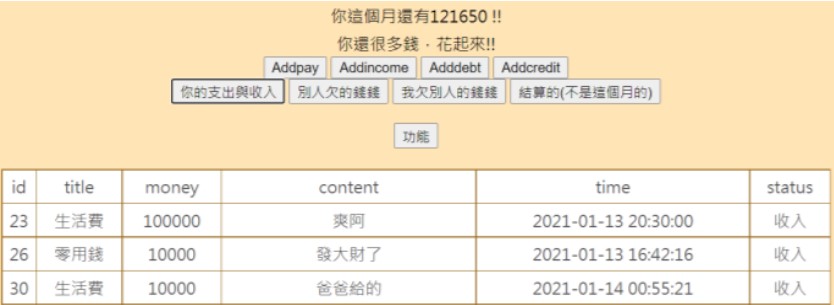 你這個月還有121650 !!
你還很多錢，花起來!!
Addpay Addincome Adddebt Addcredit
你的支出與收入 別人欠的錢錢 我欠別人的錢錢 結算的(不是這個月的)
功能
id title money content time status
23 生活費 100000 爽阿 2021-01-13 20:30:00 收入
26 零用錢 10000 發大財了 2021-01-13 16:42:16 收入
30 生活費 10000 爸爸給的 2021-01-14 00:55:21 收入